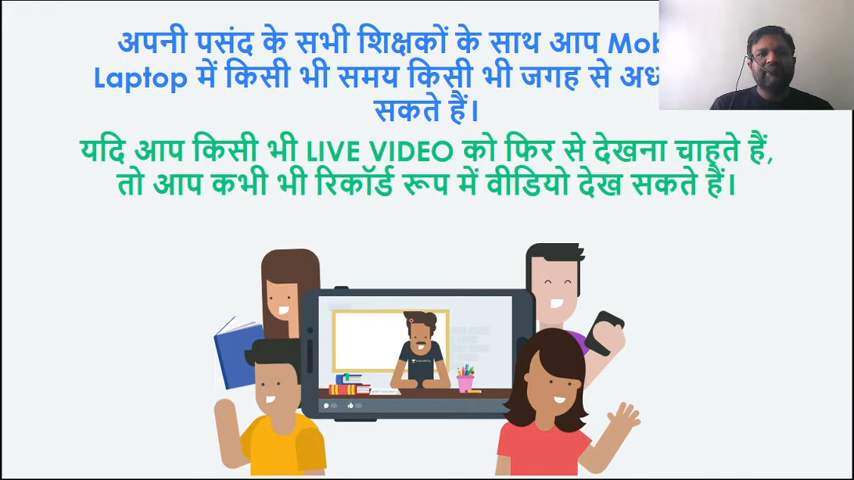 अपनी पसंद के सभी शिक्षकों के साथ आप
Laptop में किसी भी समय किसी भी जगह से
सकते हैं।
यदि आप किसी भी LIVE VIDEO को फिर से देखना चाहते हैं,
तो आप कभी भी रिकॉर्ड रूप में वीडियो देख सकते हैं।